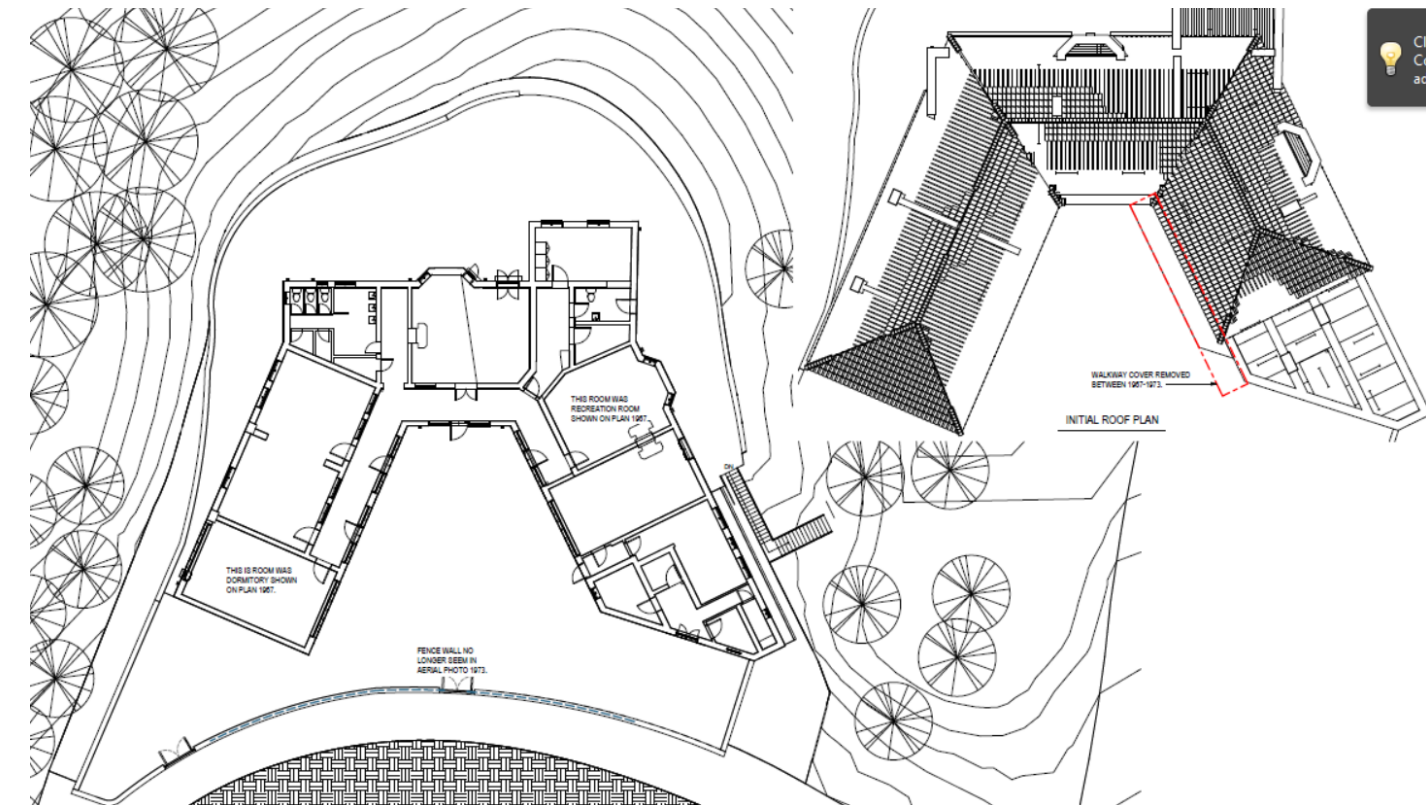 THIS ROOM WAS
RECREATION ROOM
SHOWN ON PLAN 1967.
DN
THIS IS ROOM WAS
DORMITORY SHOWN
ON PLAN 1967.
FENCE WALL NO
LONGER SEEM IN
AERIAL PHOTO 1973.
WALKWAY COVER REMOVED
BETWEEN 1967-1973.
INITIAL ROOF PLAN